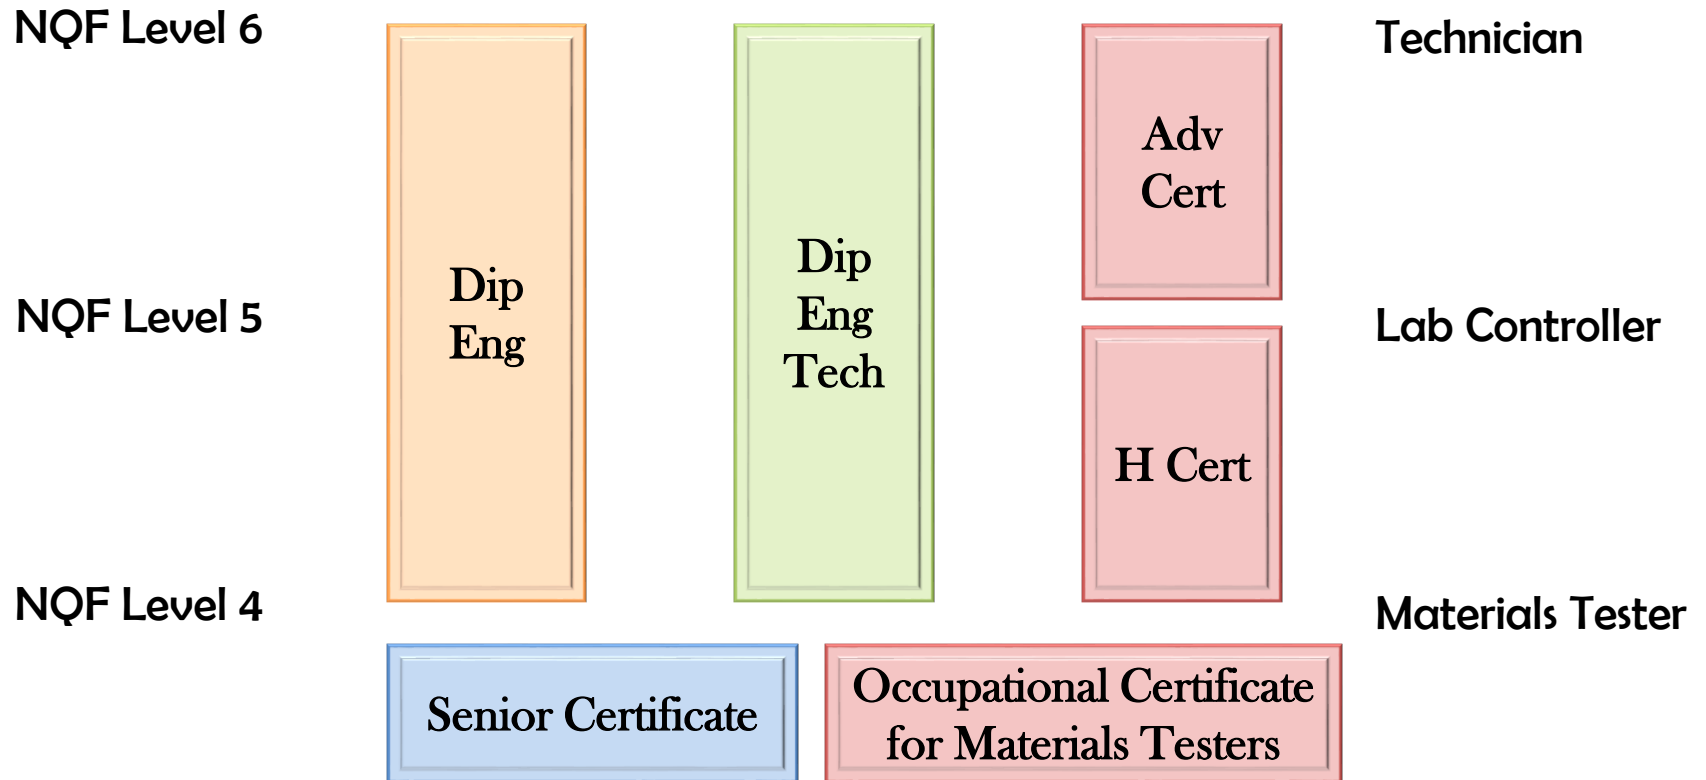 NQF Level 6
Technician
Adv
Cert
Dip
Eng
Tech
Dip
Eng
NQF Level 5
Lab Controller
H Cert
NQF Level 4
Materials Tester
Senior Certificate
Occupational Certificate
for Materials Testers